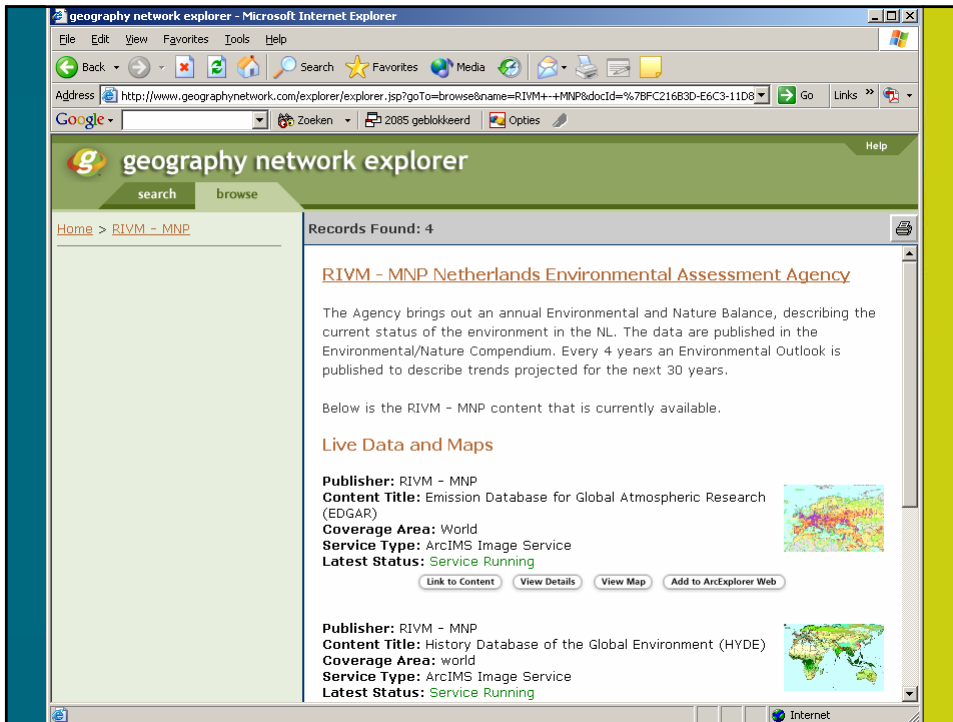 geography network explorer - Microsoft Internet Explorer
File Edit View Favorites Tools Help
Back Search Favorites Media
Address http://www.geographynetwork.com/explorer/explorer.jsp?goTo=browse&name=RIVM+-+MNP&docId=%7BFC216B3D-E6C3-11D8 Go Links »
Google Zoeken 2085 geblokkeerd Opties
g geography network explorer Help
search browse
Home > RIVM - MNP
Records Found: 4
RIVM - MNP Netherlands Environmental Assessment Agency
The Agency brings out an annual Environmental and Nature Balance, describing the
current status of the environment in the NL. The data are published in the
Environmental/Nature Compendium. Every 4 years an Environmental Outlook is
published to describe trends projected for the next 30 years.
Below is the RIVM - MNP content that is currently available.
Live Data and Maps
Publisher: RIVM - MNP
Content Title: Emission Database for Global Atmospheric Research
(EDGAR)
Coverage Area: World
Service Type: ArcIMS Image Service
Latest Status: Service Running
Link to Content View Details View Map Add to ArcExplorer Web
Publisher: RIVM - MNP
Content Title: History Database of the Global Environment (HYDE)
Coverage Area: world
Service Type: ArcIMS Image Service
Latest Status: Service Running
Internet